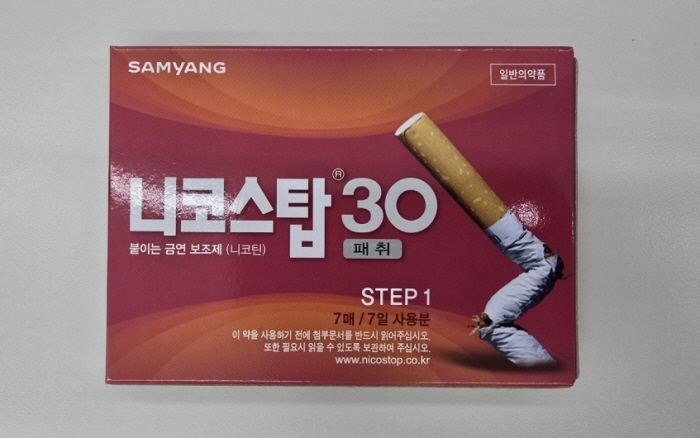 SAMYANG
일반의약품
니코스탑® 30
붙이는 금연 보조제 (니코틴)
패취
STEP 1
7매 / 7일 사용분
이 약을 사용하기 전에 첨부문서를 반드시 읽어주십시오.
또한 필요시 읽을 수 있도록 보관하여 주십시오.
www.nicostop.co.kr